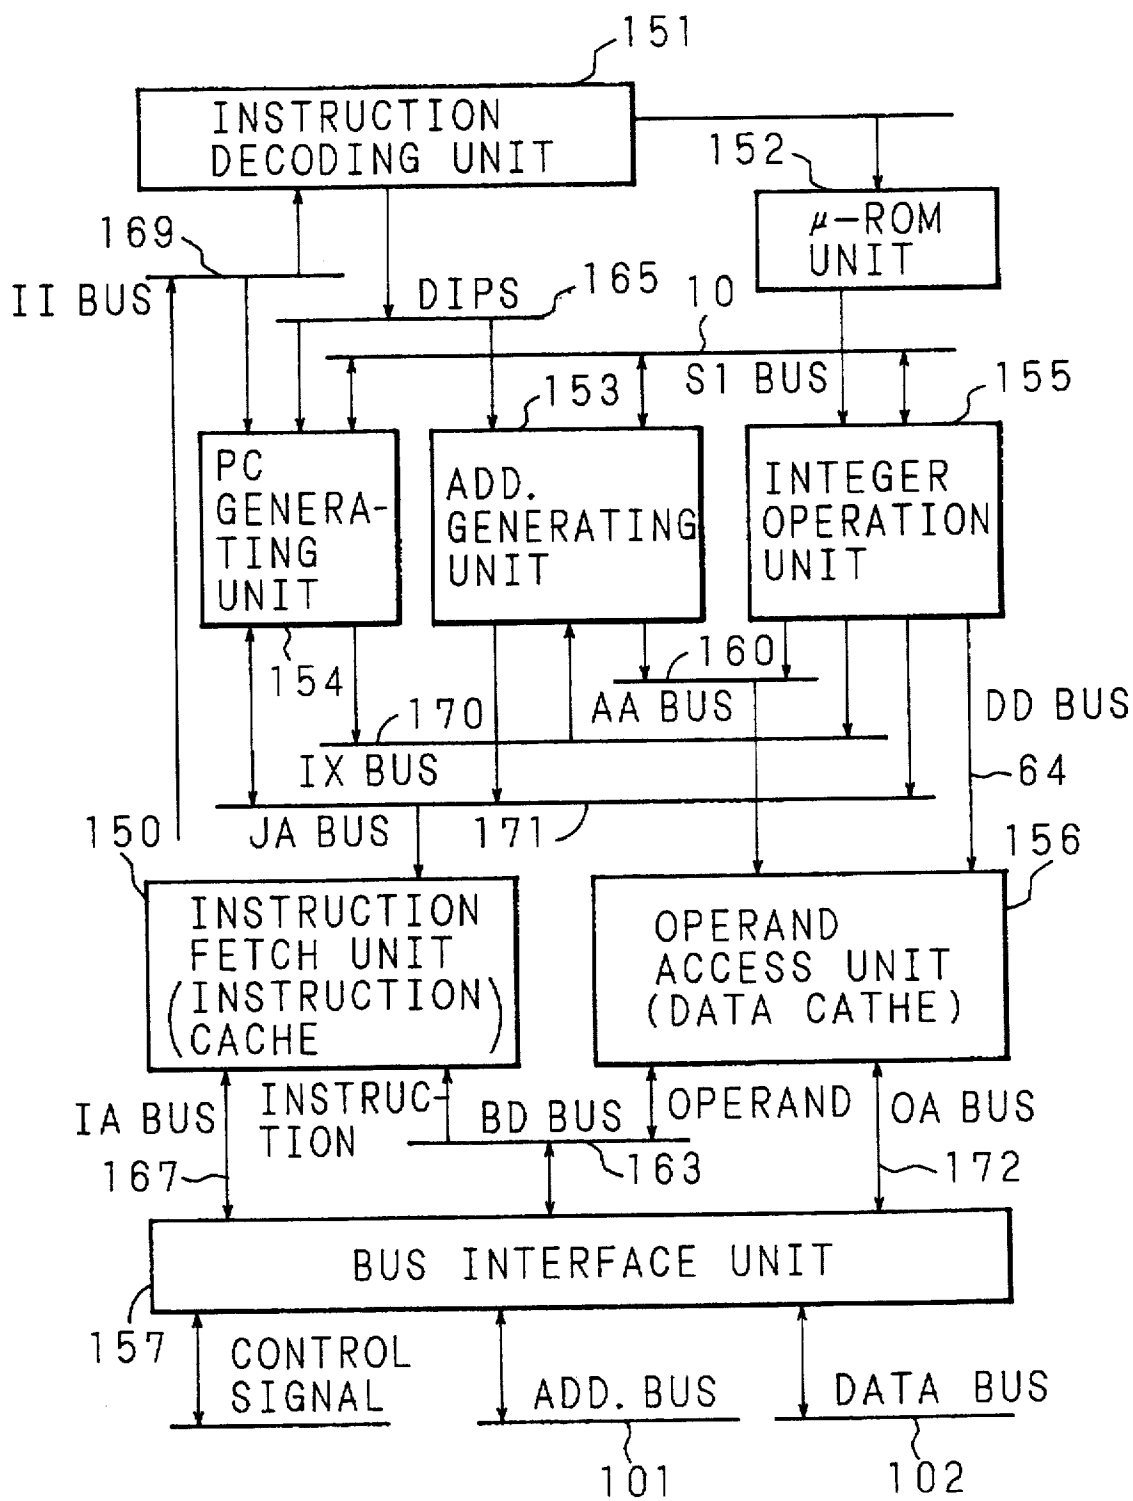 151
INSTRUCTION
DECODING UNIT
152
μ-ROM
UNIT
169
II BUS
DIPS
165
10
S1 BUS
153
155
PC
GENERA-
TING
UNIT
ADD.
GENERATING
UNIT
INTEGER
OPERATION
UNIT
154
160
AA BUS
DD BUS
170
IX BUS
64
150
JA BUS
171
156
INSTRUCTION
FETCH UNIT
(INSTRUCTION
CACHE)
OPERAND
ACCESS UNIT
(DATA CATHE)
IA BUS
INSTRUC-
TION
BD BUS
OPERAND
OA BUS
167
163
172
BUS INTERFACE UNIT
157
CONTROL
SIGNAL
ADD. BUS
DATA BUS
101
102